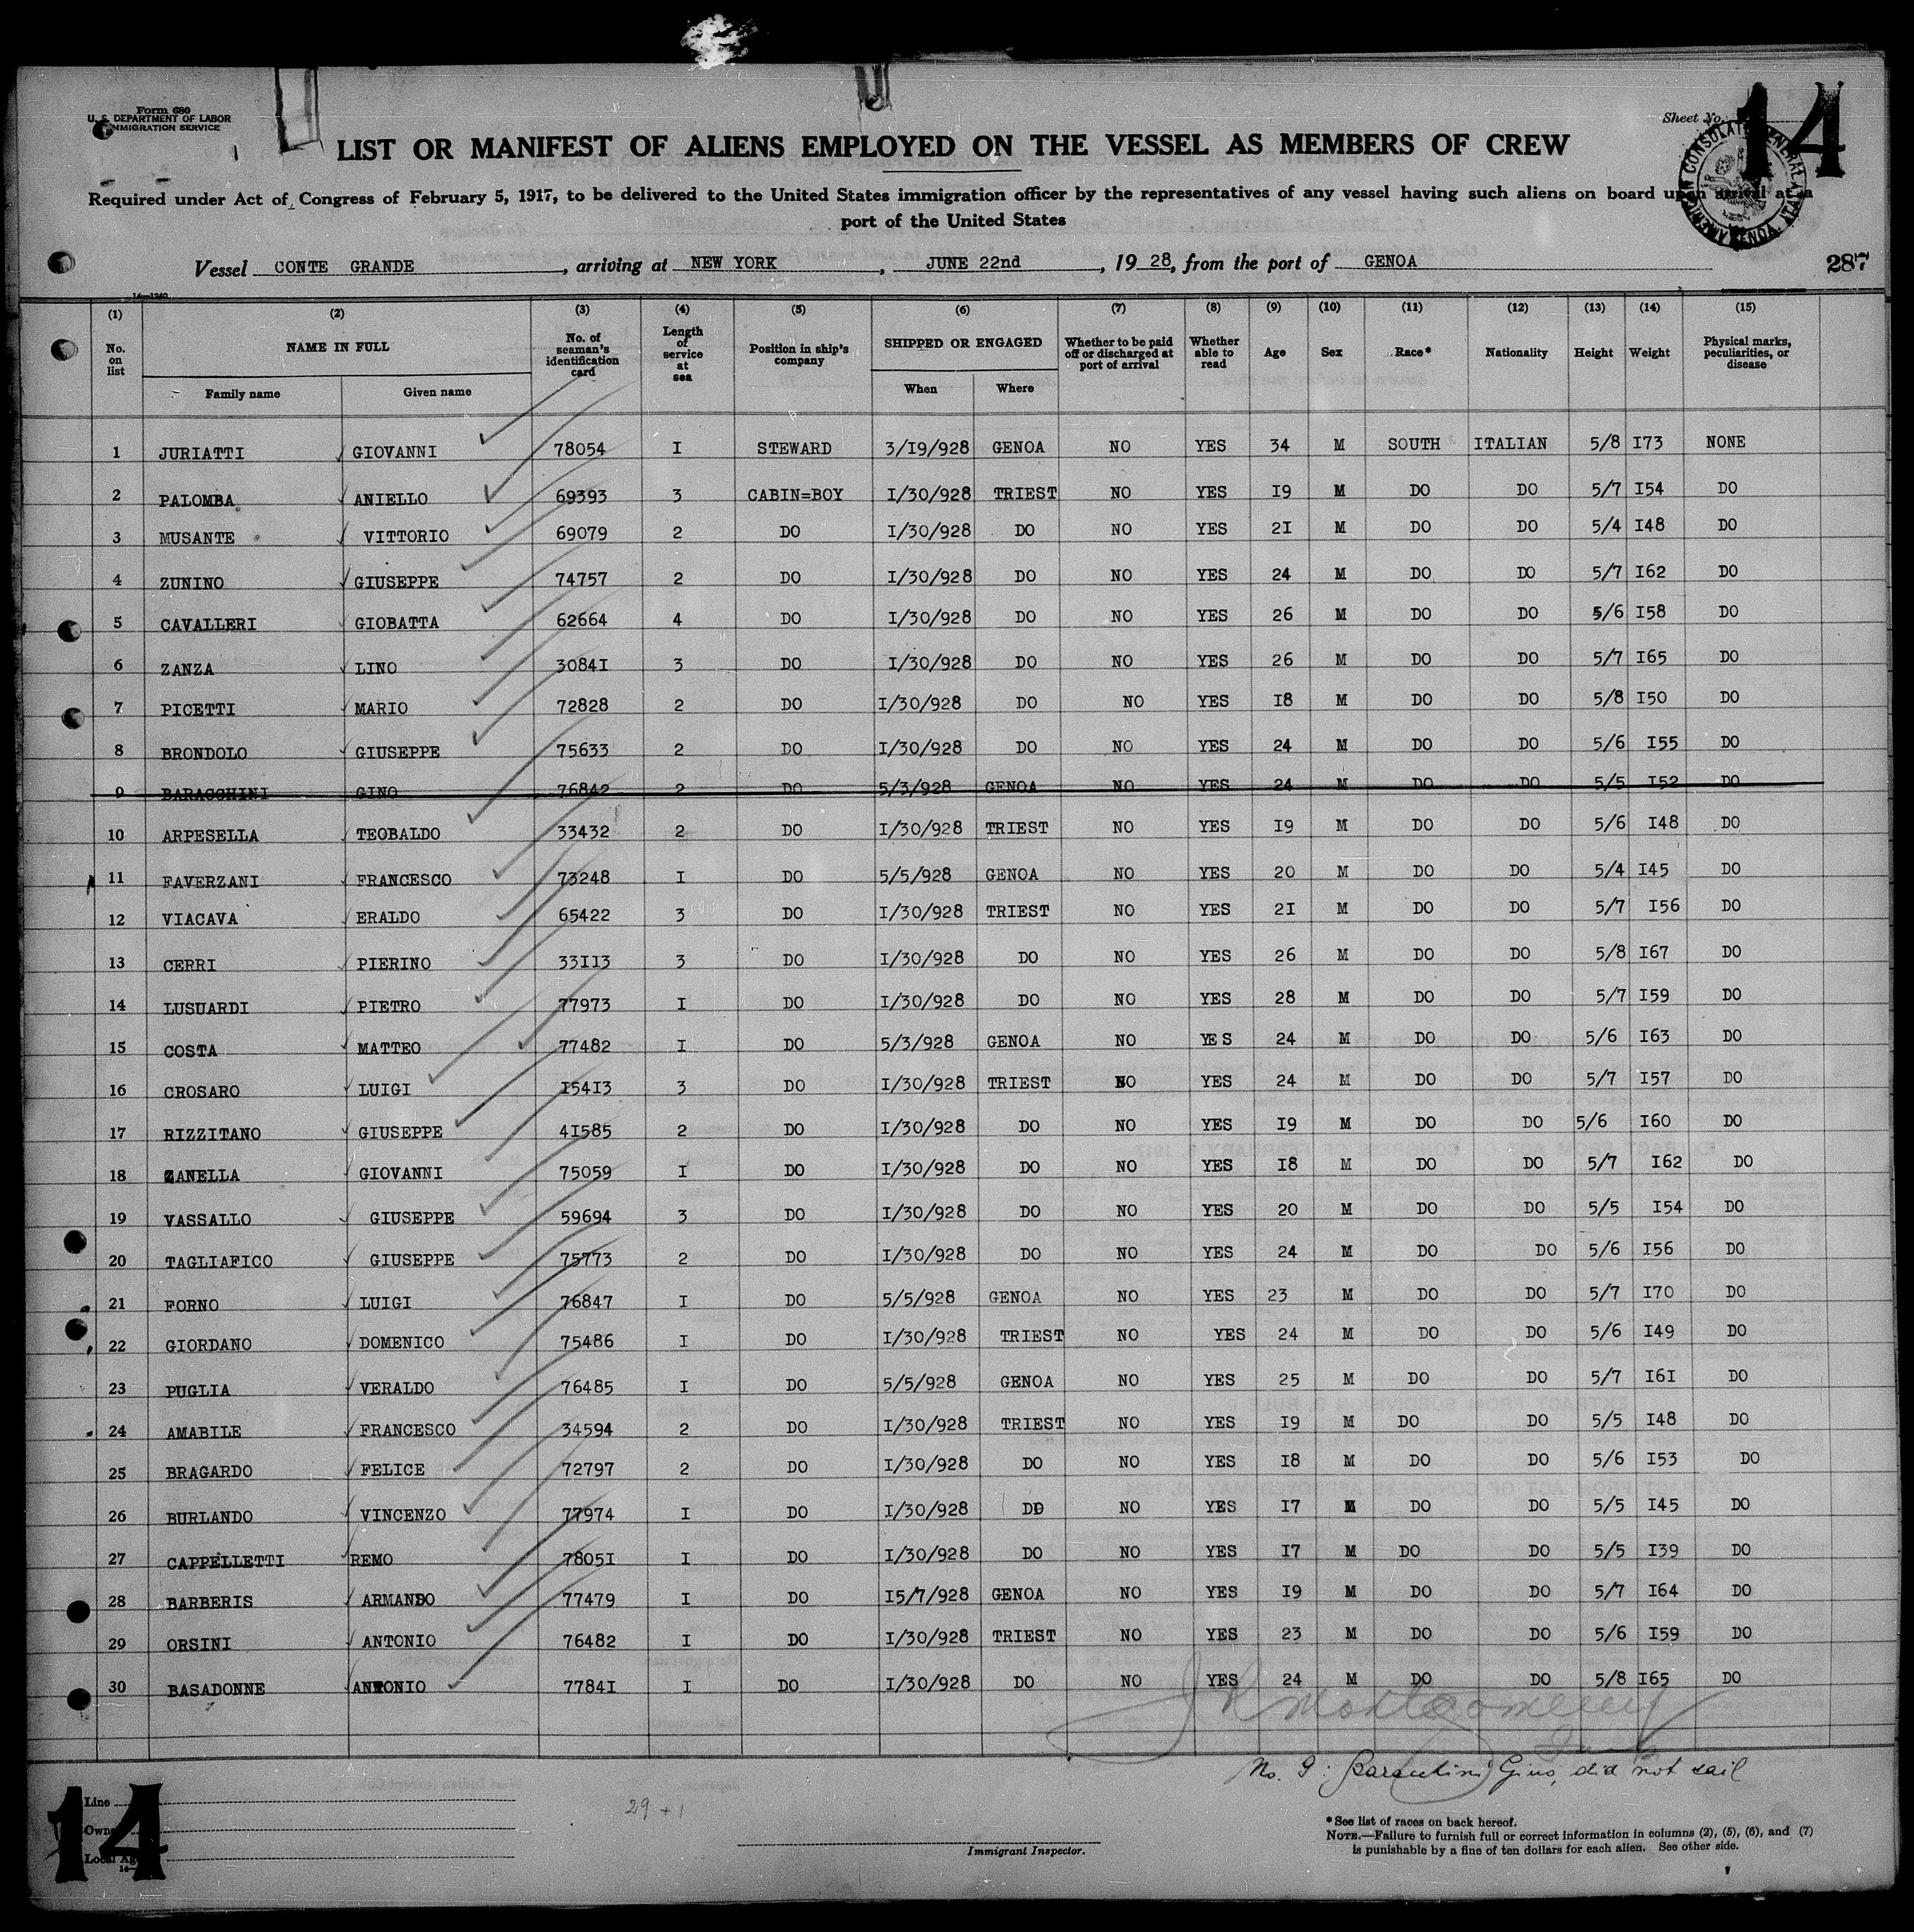 Form 680
U. S. DEPARTMENT OF LABOR
IMMIGRATION SERVICE
Sheet No. 14
AMERICAN CONSULATE GENERAL GENOA, ITALY
LIST OR MANIFEST OF ALIENS EMPLOYED ON THE VESSEL AS MEMBERS OF CREW
Required under Act of Congress of February 5, 1917, to be delivered to the United States immigration officer by the representatives of any vessel having such aliens on board upon arrival at a
port of the United States
Vessel CONTE GRANDE, arriving at NEW YORK, JUNE 22nd, 1928, from the port of GENOA
287
(1) (2) (3) (4) (5) (6) (7) (8) (9) (10) (11) (12) (13) (14) (15)
No. on list NAME IN FULL No. of seaman's identification card Length of service at sea Position in ship's company SHIPPED OR ENGAGED Whether to be paid off or discharged at port of arrival Whether able to read Age Sex Race* Nationality Height Weight Physical marks, peculiarities, or disease
Family name Given name When Where
1 JURIATTI GIOVANNI 78054 I STEWARD 3/19/928 GENOA NO YES 34 M SOUTH ITALIAN 5/8 I73 NONE
2 PALOMBA ANIELLO 69393 3 CABIN=BOY I/30/928 TRIEST NO YES I9 M DO DO 5/7 I54 DO
3 MUSANTE VITTORIO 69079 2 DO I/30/928 DO NO YES 2I M DO DO 5/4 I48 DO
4 ZUNINO GIUSEPPE 74757 2 DO I/30/928 DO NO YES 24 M DO DO 5/7 I62 DO
5 CAVALLERI GIOBATTA 62664 4 DO I/30/928 DO NO YES 26 M DO DO 5/6 I58 DO
6 ZANZA LINO 3084I 3 DO I/30/928 DO NO YES 26 M DO DO 5/7 I65 DO
7 PICETTI MARIO 72828 2 DO I/30/928 DO NO YES I8 M DO DO 5/8 I50 DO
8 BRONDOLO GIUSEPPE 75633 2 DO I/30/928 DO NO YES 24 M DO DO 5/6 I55 DO
9 BARACCHINI GINO 76842 2 DO 5/3/928 GENOA NO YES 24 M DO DO 5/5 I52 DO
10 ARPESELLA TEOBALDO 33432 2 DO I/30/928 TRIEST NO YES I9 M DO DO 5/6 I48 DO
11 FAVERZANI FRANCESCO 73248 I DO 5/5/928 GENOA NO YES 20 M DO DO 5/4 I45 DO
12 VIACAVA ERALDO 65422 3 DO I/30/928 TRIEST NO YES 2I M DO DO 5/7 I56 DO
13 CERRI PIERINO 33II3 3 DO I/30/928 DO NO YES 26 M DO DO 5/8 I67 DO
14 LUSUARDI PIETRO 77973 I DO I/30/928 DO NO YES 28 M DO DO 5/7 I59 DO
15 COSTA MATTEO 77482 I DO 5/3/928 GENOA NO YE S 24 M DO DO 5/6 I63 DO
16 CROSARO LUIGI I54I3 3 DO I/30/928 TRIEST NO YES 24 M DO DO 5/7 I57 DO
17 RIZZITANO GIUSEPPE 4I585 2 DO I/30/928 DO NO YES I9 M DO DO 5/6 I60 DO
18 ZANELLA GIOVANNI 75059 I DO I/30/928 DO NO YES I8 M DO DO 5/7 I62 DO
19 VASSALLO GIUSEPPE 59694 3 DO I/30/928 DO NO YES 20 M DO DO 5/5 I54 DO
20 TAGLIAFICO GIUSEPPE 75773 2 DO I/30/928 DO NO YES 24 M DO DO 5/6 I56 DO
21 FORNO LUIGI 76847 I DO 5/5/928 GENOA NO YES 23 M DO DO 5/7 I70 DO
22 GIORDANO DOMENICO 75486 I DO I/30/928 TRIEST NO YES 24 M DO DO 5/6 I49 DO
23 PUGLIA VERALDO 76485 I DO 5/5/928 GENOA NO YES 25 M DO DO 5/7 I6I DO
24 AMABILE FRANCESCO 34594 2 DO I/30/928 TRIEST NO YES I9 M DO DO 5/5 I48 DO
25 BRAGARDO FELICE 72797 2 DO I/30/928 DO NO YES I8 M DO DO 5/6 I53 DO
26 BURLANDO VINCENZO 77974 I DO I/30/928 DO NO YES I7 M DO DO 5/5 I45 DO
27 CAPPELLETTI REMO 7805I I DO I/30/928 DO NO YES I7 M DO DO 5/5 I39 DO
28 BARBERIS ARMANDO 77479 I DO I5/7/928 GENOA NO YES I9 M DO DO 5/7 I64 DO
29 ORSINI ANTONIO 76482 I DO I/30/928 TRIEST NO YES 23 M DO DO 5/6 I59 DO
30 BASADONNE ANTONIO 7784I I DO I/30/928 DO NO YES 24 M DO DO 5/8 I65 DO
J R Montgomery
No. 9: Baracchini Gino, did not sail
29 + 1
14
Line
Owner
Local Agent
Immigrant Inspector.
* See list of races on back hereof.
NOTE.—Failure to furnish full or correct information in columns (2), (5), (6), and (7)
is punishable by a fine of ten dollars for each alien. See other side.